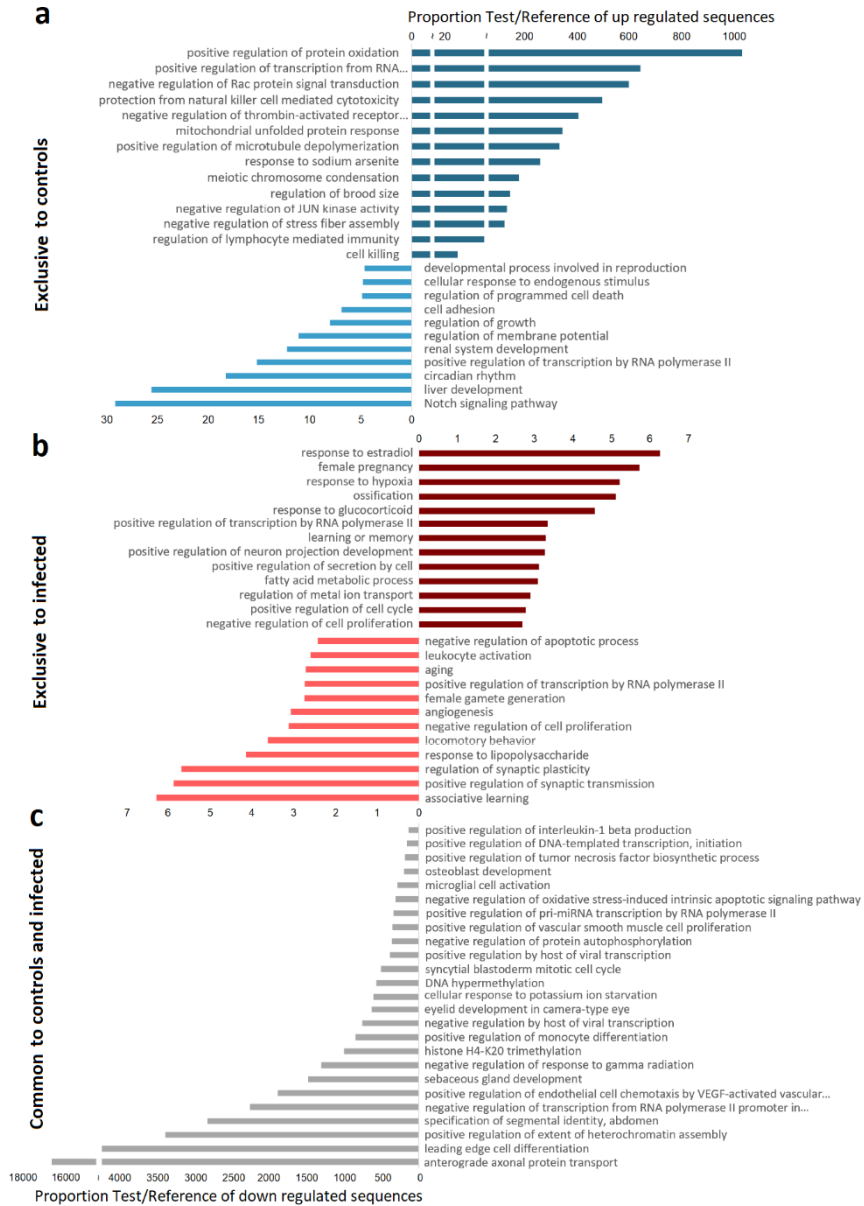 a
Proportion Test/Reference of up regulated sequences
0 20 200 400 600 800 1000
Exclusive to controls
positive regulation of protein oxidation
positive regulation of transcription from RNA...
negative regulation of Rac protein signal transduction
protection from natural killer cell mediated cytotoxicity
negative regulation of thrombin-activated receptor...
mitochondrial unfolded protein response
positive regulation of microtubule depolymerization
response to sodium arsenite
meiotic chromosome condensation
regulation of brood size
negative regulation of JUN kinase activity
negative regulation of stress fiber assembly
regulation of lymphocyte mediated immunity
cell killing
developmental process involved in reproduction
cellular response to endogenous stimulus
regulation of programmed cell death
cell adhesion
regulation of growth
regulation of membrane potential
renal system development
positive regulation of transcription by RNA polymerase II
circadian rhythm
liver development
Notch signaling pathway
30 25 20 15 10 5 0
b
0 1 2 3 4 5 6 7
Exclusive to infected
response to estradiol
female pregnancy
response to hypoxia
ossification
response to glucocorticoid
positive regulation of transcription by RNA polymerase II
learning or memory
positive regulation of neuron projection development
positive regulation of secretion by cell
fatty acid metabolic process
regulation of metal ion transport
positive regulation of cell cycle
negative regulation of cell proliferation
negative regulation of apoptotic process
leukocyte activation
aging
positive regulation of transcription by RNA polymerase II
female gamete generation
angiogenesis
negative regulation of cell proliferation
locomotory behavior
response to lipopolysaccharide
regulation of synaptic plasticity
positive regulation of synaptic transmission
associative learning
7 6 5 4 3 2 1 0
c
Common to controls and infected
positive regulation of interleukin-1 beta production
positive regulation of DNA-templated transcription, initiation
positive regulation of tumor necrosis factor biosynthetic process
osteoblast development
microglial cell activation
negative regulation of oxidative stress-induced intrinsic apoptotic signaling pathway
positive regulation of pri-miRNA transcription by RNA polymerase II
positive regulation of vascular smooth muscle cell proliferation
negative regulation of protein autophosphorylation
positive regulation by host of viral transcription
syncytial blastoderm mitotic cell cycle
DNA hypermethylation
cellular response to potassium ion starvation
eyelid development in camera-type eye
negative regulation by host of viral transcription
positive regulation of monocyte differentiation
histone H4-K20 trimethylation
negative regulation of response to gamma radiation
sebaceous gland development
positive regulation of endothelial cell chemotaxis by VEGF-activated vascular...
negative regulation of transcription from RNA polymerase II promoter in...
specification of segmental identity, abdomen
positive regulation of extent of heterochromatin assembly
leading edge cell differentiation
anterograde axonal protein transport
18000 16000 4000 3500 3000 2500 2000 1500 1000 500 0
Proportion Test/Reference of down regulated sequences